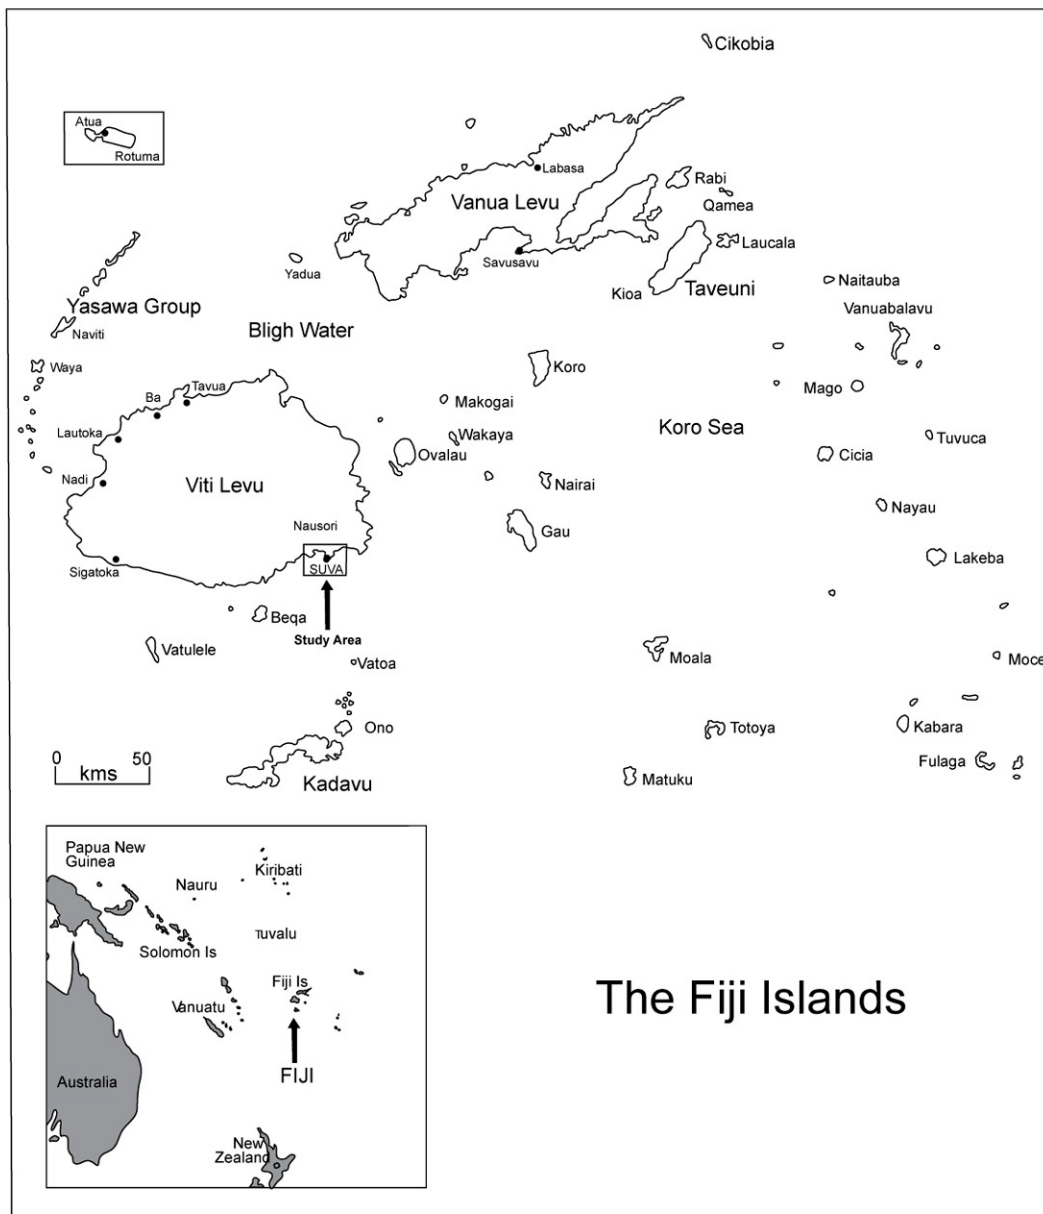 Cikobia
Atua
Rotuma
Labasa
Rabi
Vanua Levu
Qamea
Laucala
Savusavu
Yadua
Naitauba
Taveuni
Kioa
Yasawa Group
Vanuabalavu
Bligh Water
Naviti
Waya
Koro
Tavua
Mago
Ba
Makogai
Koro Sea
Lautoka
Wakaya
Tuvuca
Ovalau
Cicia
Nadi
Viti Levu
Nairai
Nayau
Nausori
Gau
Lakeba
SUVA
Sigatoka
Beqa
Study Area
Vatulele
Vatoa
Moala
Moce
Ono
Totoya
Kabara
0 50
kms
Fulaga
Kadavu
Matuku
Papua New
Guinea
Kiribati
Nauru
Tuvalu
Solomon Is
Fiji Is
Vanuatu
The Fiji Islands
FIJI
Australia
New
Zealand